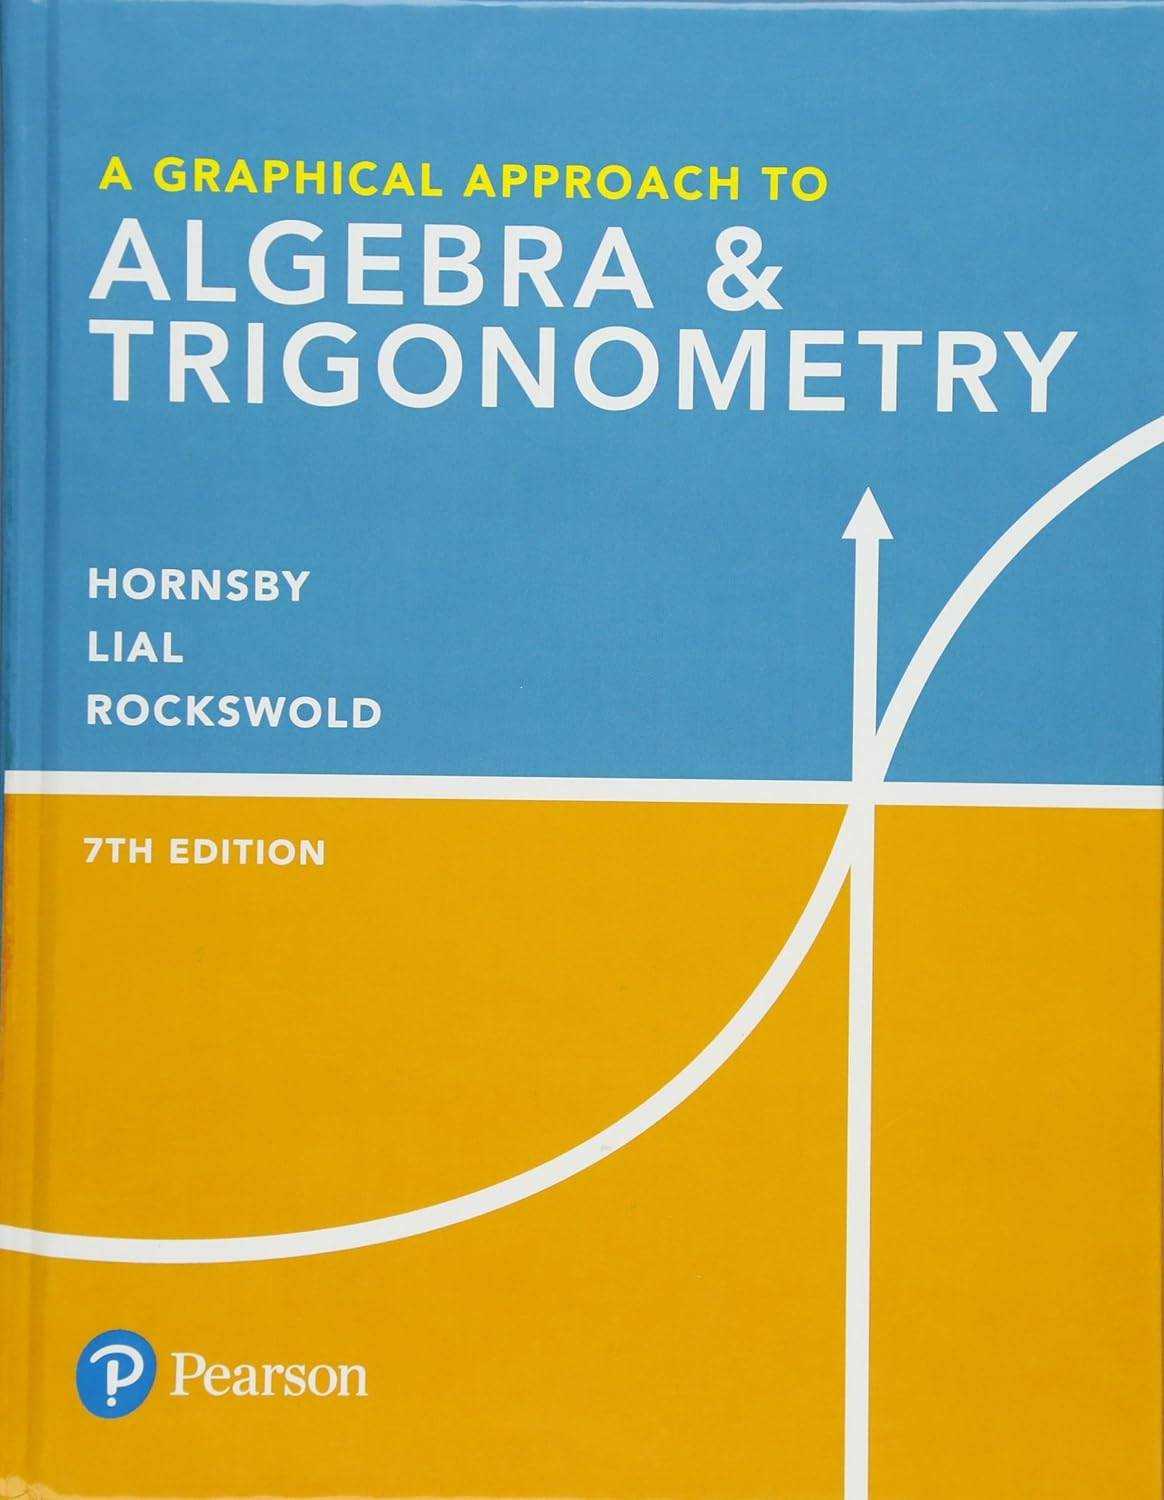 A GRAPHICAL APPROACH TO
ALGEBRA &
TRIGONOMETRY
HORNSBY
LIAL
ROCKSWOLD
7TH EDITION
Pearson